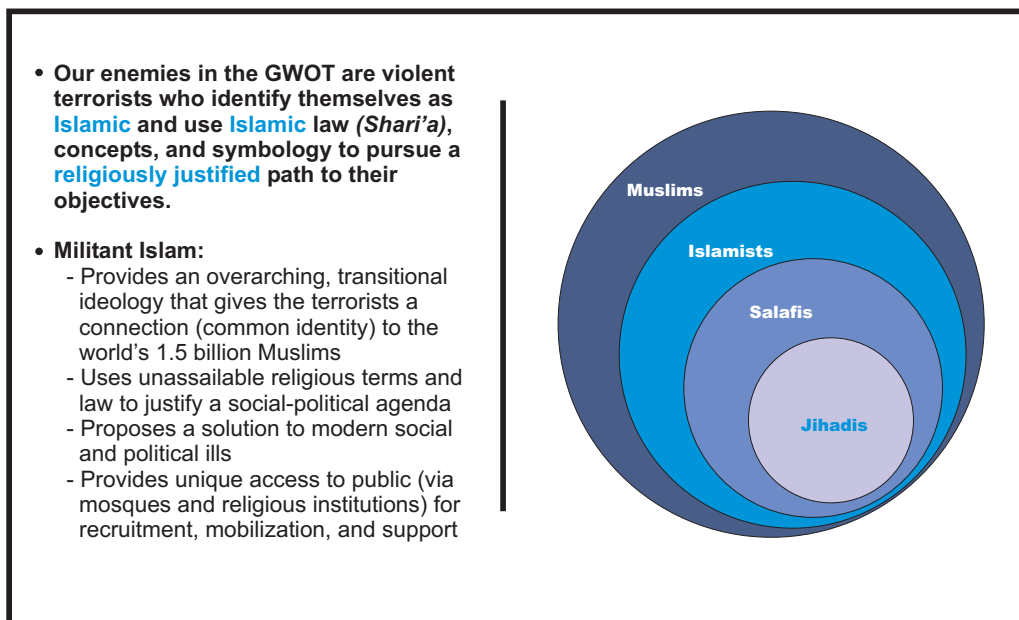 • Our enemies in the GWOT are violent
terrorists who identify themselves as
Islamic and use Islamic law (Shari’a),
concepts, and symbology to pursue a
religiously justified path to their
objectives.
• Militant Islam:
- Provides an overarching, transitional
ideology that gives the terrorists a
connection (common identity) to the
world’s 1.5 billion Muslims
- Uses unassailable religious terms and
law to justify a social-political agenda
- Proposes a solution to modern social
and political ills
- Provides unique access to public (via
mosques and religious institutions) for
recruitment, mobilization, and support
Muslims
Islamists
Salafis
Jihadis